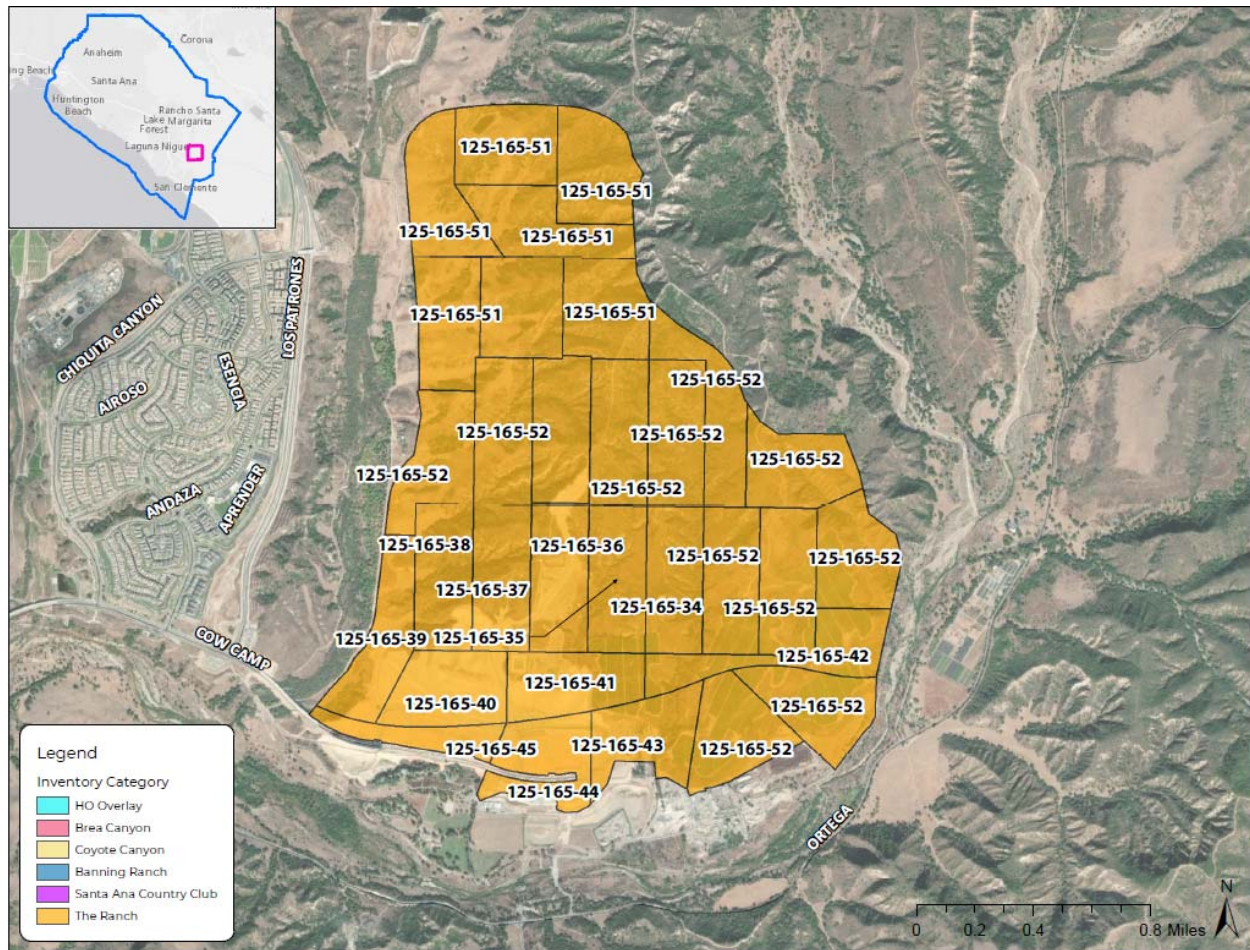 Corona
Anaheim
ing Beach
Santa Ana
Huntington
Beach
Rancho Santa
Lake Margarita
Forest
Laguna Niguel
San Clemente
CHIQUITA CANYON
AIROSO
ESENCIA
LOS PATRONES
ANDAZA
APRENDER
COW CAMP
ORTEGA
125-165-51
125-165-51
125-165-51
125-165-51
125-165-51
125-165-51
125-165-52
125-165-52
125-165-52
125-165-52
125-165-52
125-165-52
125-165-38
125-165-36
125-165-52
125-165-52
125-165-37
125-165-34
125-165-52
125-165-39
125-165-35
125-165-42
125-165-41
125-165-40
125-165-52
125-165-45
125-165-43
125-165-52
125-165-44
Legend
Inventory Category
HO Overlay
Brea Canyon
Coyote Canyon
Banning Ranch
Santa Ana Country Club
The Ranch
N
0 0.2 0.4 0.8 Miles